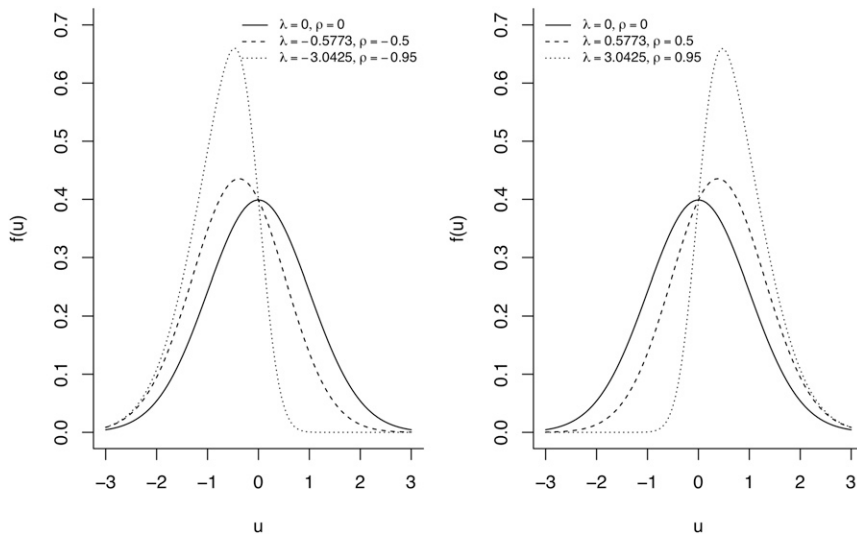 λ = 0, ρ = 0
λ = −0.5773, ρ = −0.5
λ = −3.0425, ρ = −0.95
f(u)
0.7
0.6
0.5
0.4
0.3
0.2
0.1
0.0
−3 −2 −1 0 1 2 3
u
λ = 0, ρ = 0
λ = 0.5773, ρ = 0.5
λ = 3.0425, ρ = 0.95
f(u)
0.7
0.6
0.5
0.4
0.3
0.2
0.1
0.0
−3 −2 −1 0 1 2 3
u